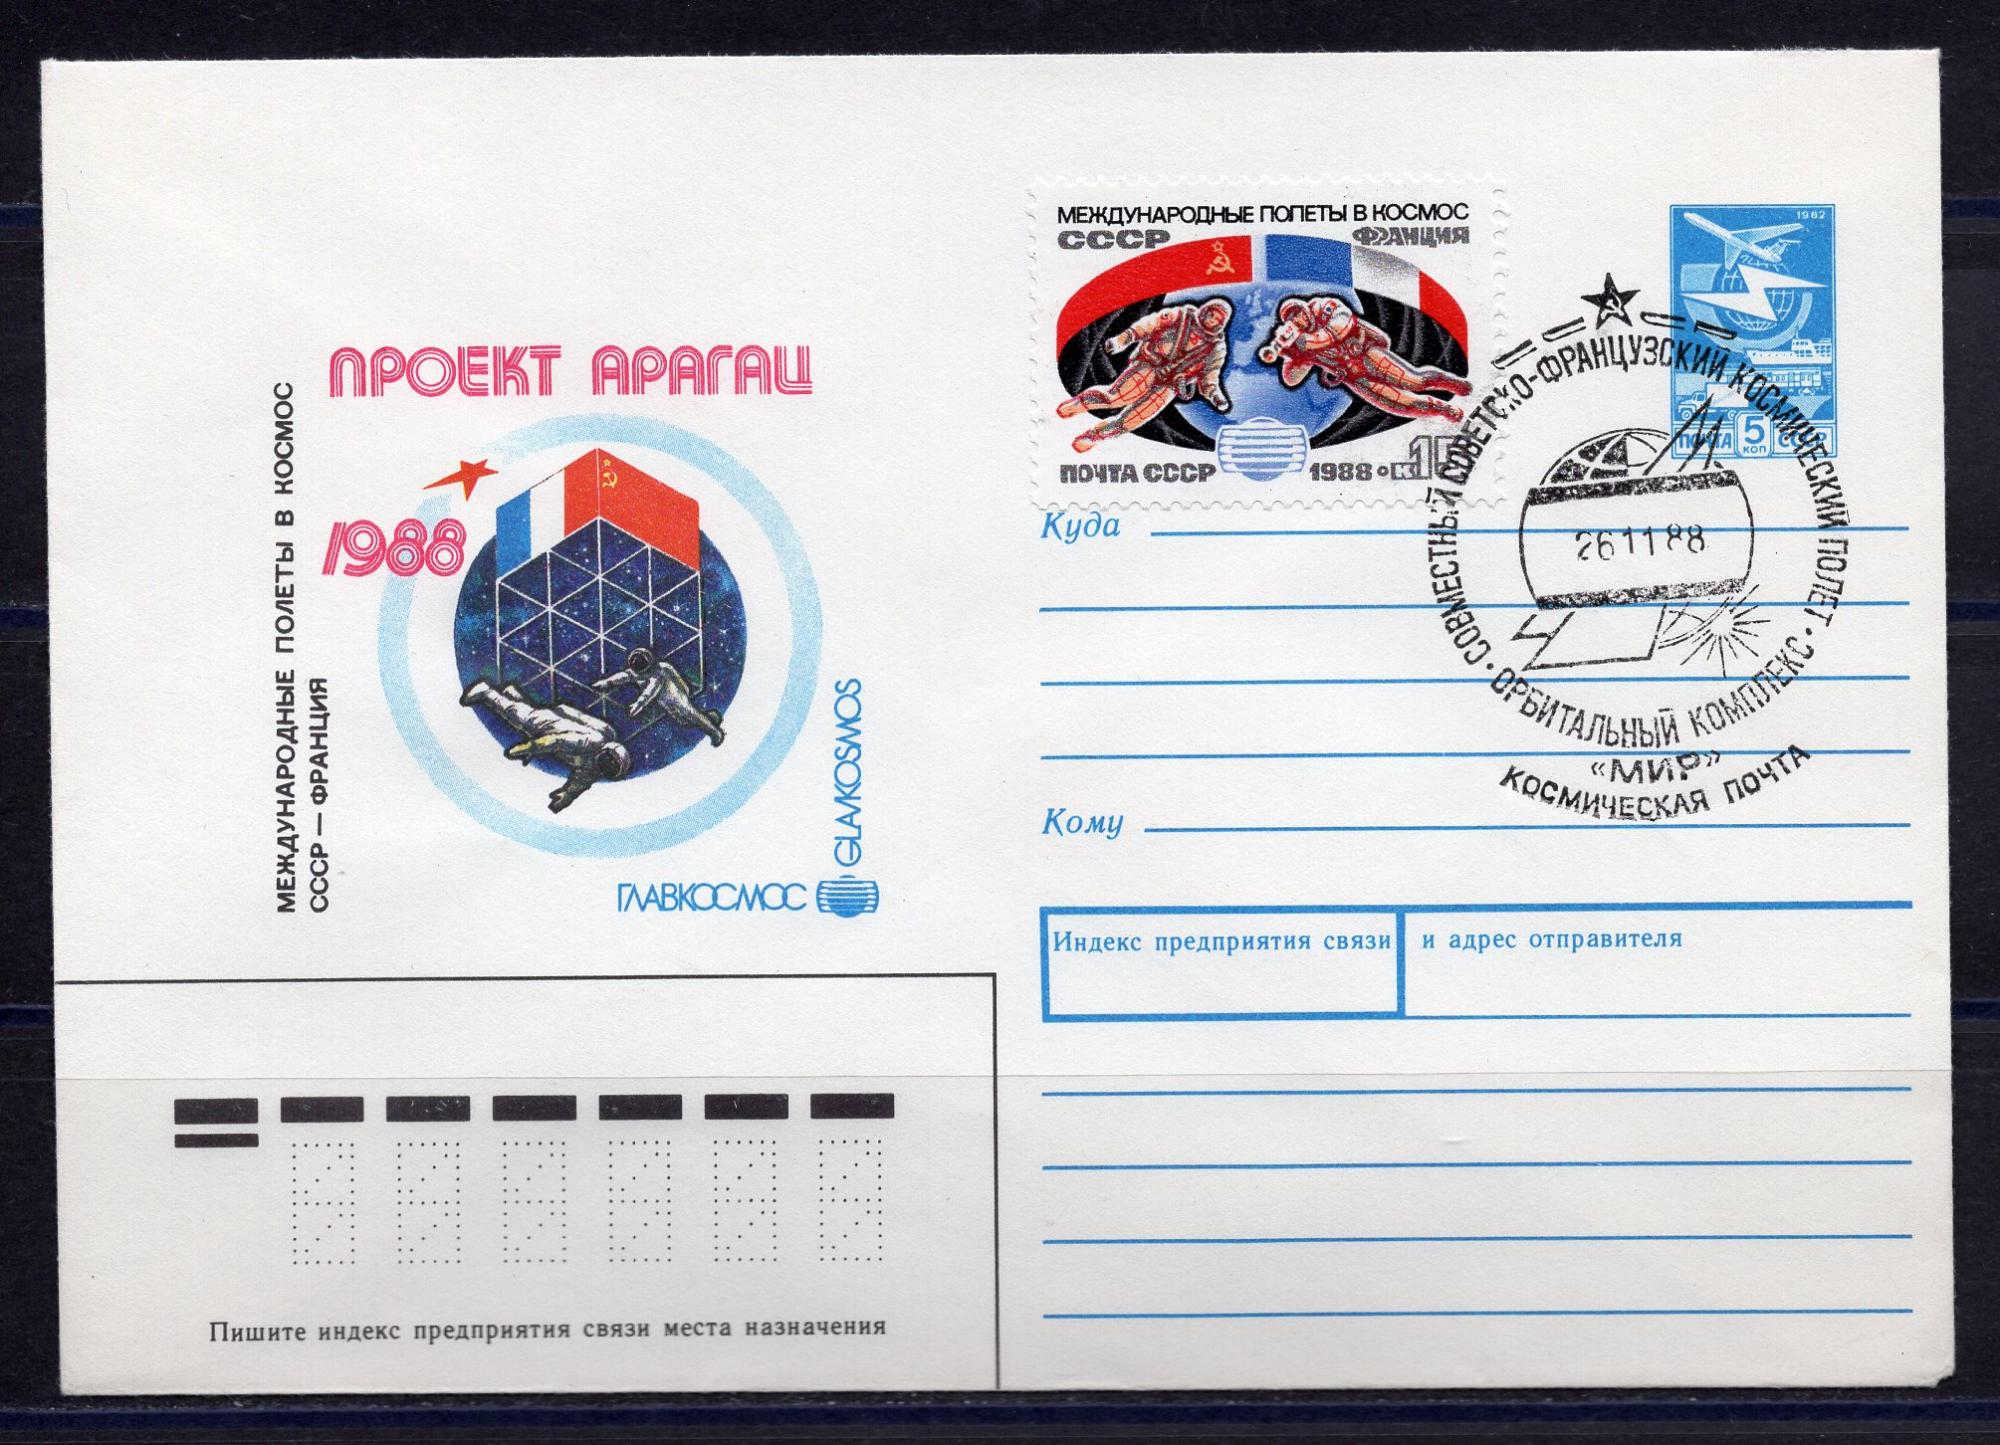 ПРОЕКТ АРАГАЦ
1988
МЕЖДУНАРОДНЫЕ ПОЛЕТЫ В КОСМОС
СССР — ФРАНЦИЯ
ГЛАВКОСМОС
GLAVKOSMOS
МЕЖДУНАРОДНЫЕ ПОЛЕТЫ В КОСМОС
СССР ФРАНЦИЯ
ПОЧТА СССР 1988 • К15
1982
ПОЧТА 5 КОП СССР
СОВМЕСТНЫЙ СОВЕТСКО-ФРАНЦУЗСКИЙ КОСМИЧЕСКИЙ ПОЛЕТ
26 11 88
• ОРБИТАЛЬНЫЙ КОМПЛЕКС •
«МИР»
КОСМИЧЕСКАЯ ПОЧТА
Куда
Кому
Индекс предприятия связи и адрес отправителя
Пишите индекс предприятия связи места назначения